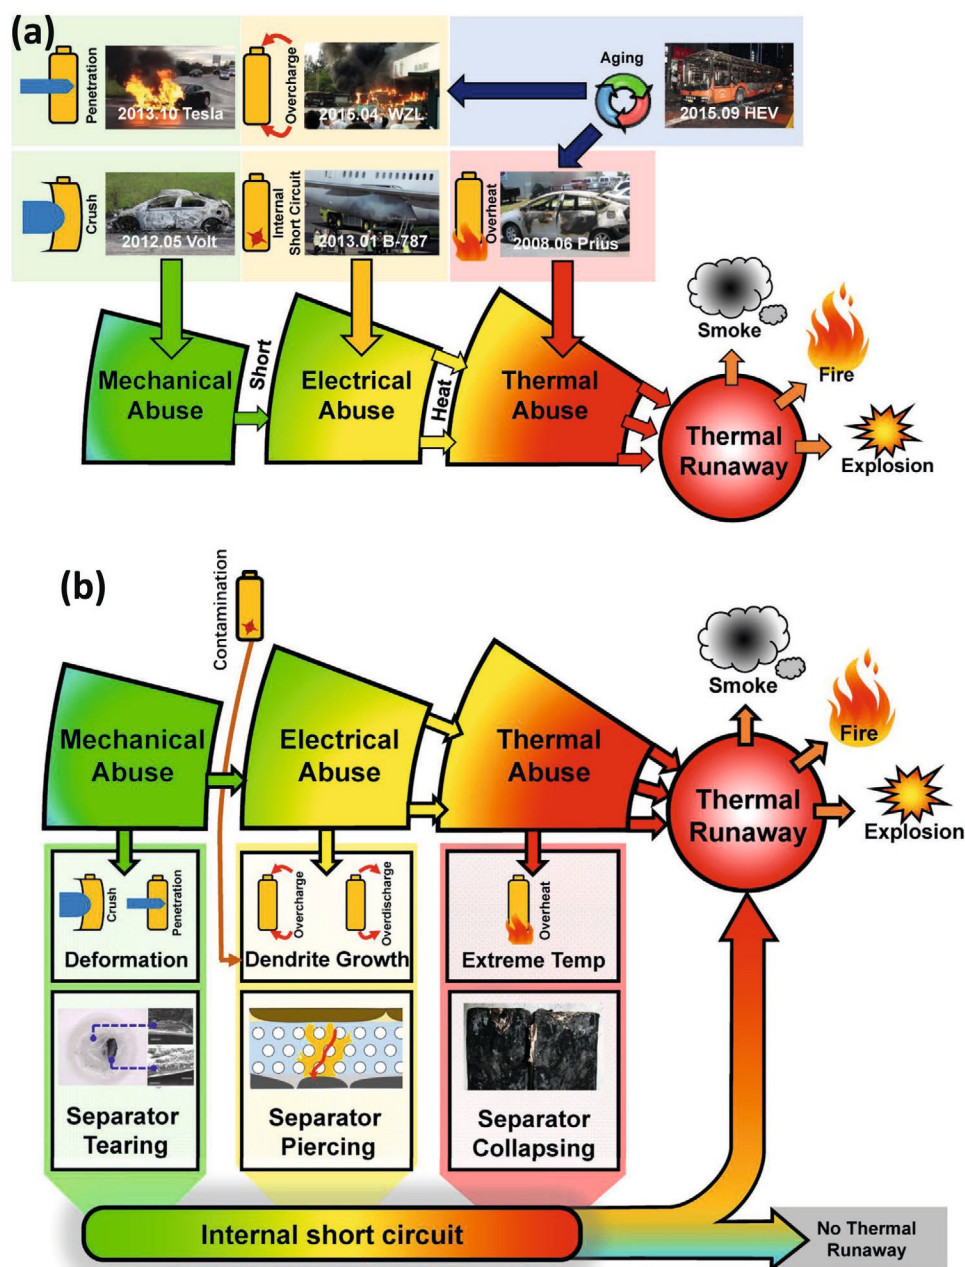 (a)
Penetration
2013.10 Tesla
Overcharge
2015.04, WZL
Aging
2015.09 HEV
Crush
2012.05 Volt
Internal
Short Circuit
2013.01 B-787
Overheat
2008.06 Prius
Mechanical
Abuse
Short
Electrical
Abuse
Heat
Thermal
Abuse
Thermal
Runaway
Smoke
Fire
Explosion
(b)
Contamination
Mechanical
Abuse
Electrical
Abuse
Thermal
Abuse
Thermal
Runaway
Smoke
Fire
Explosion
Crush
Penetration
Deformation
Overcharge
Overdischarge
Dendrite Growth
Overheat
Extreme Temp
Separator
Tearing
Separator
Piercing
Separator
Collapsing
Internal short circuit
No Thermal
Runaway